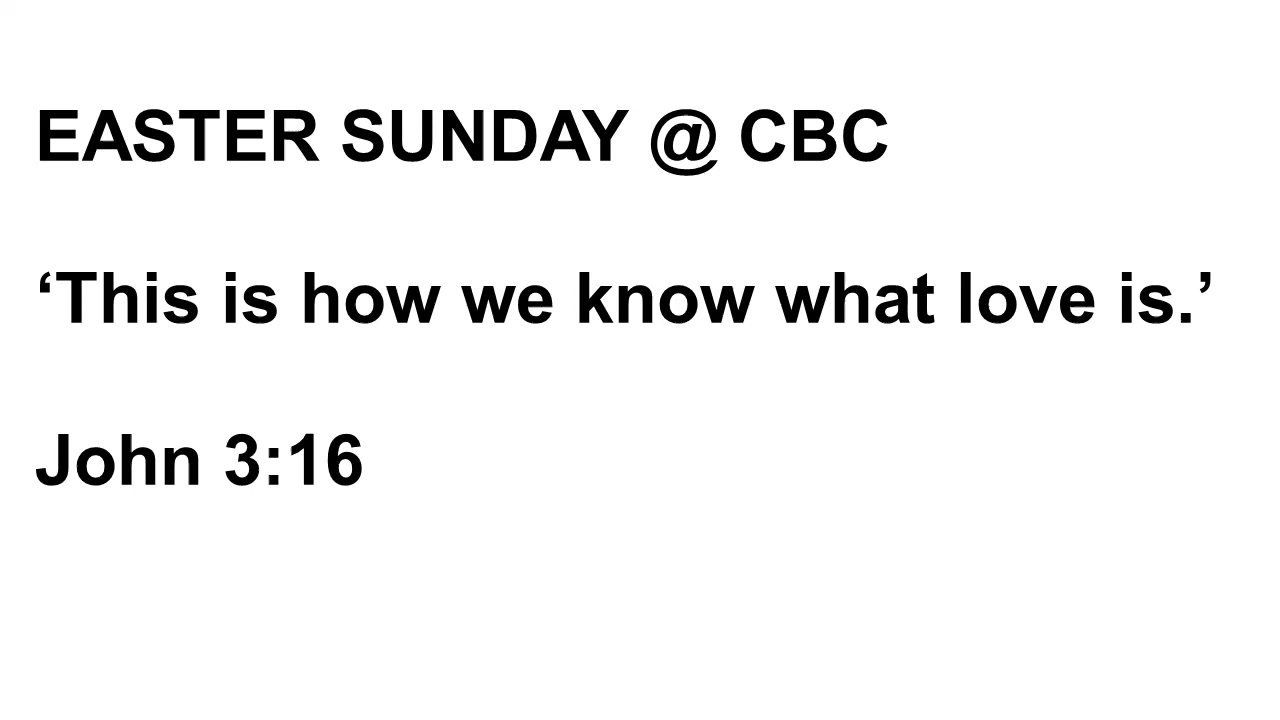 EASTER SUNDAY @ CBC
‘This is how we know what love is.’
John 3:16